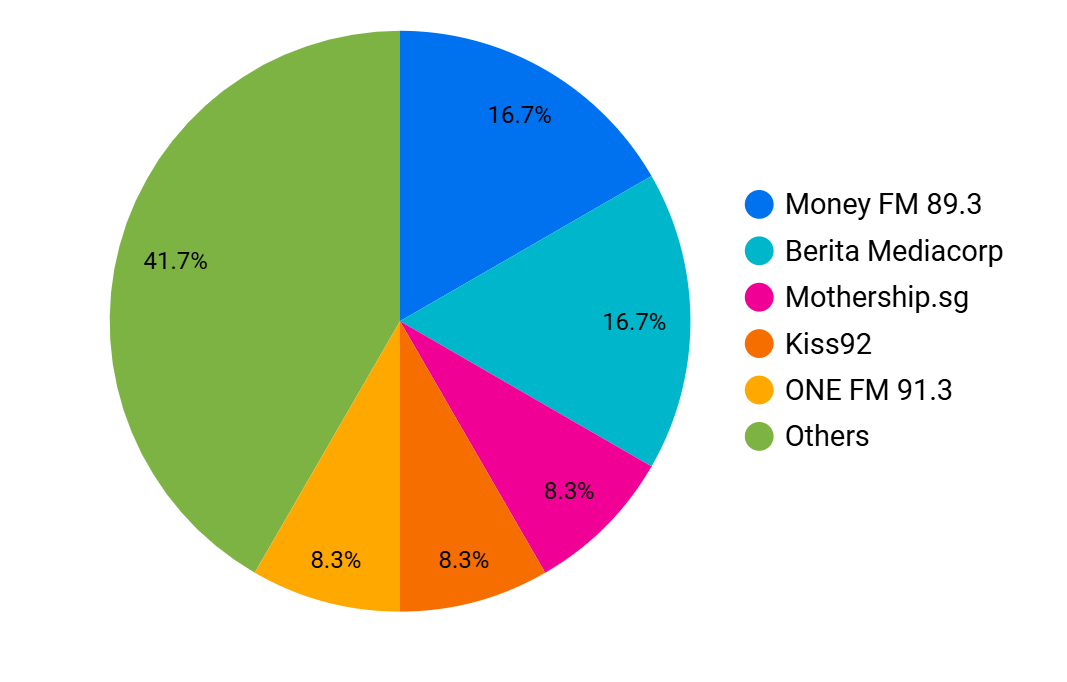 16.7%
16.7%
8.3%
8.3%
8.3%
41.7%
Money FM 89.3
Berita Mediacorp
Mothership.sg
Kiss92
ONE FM 91.3
Others